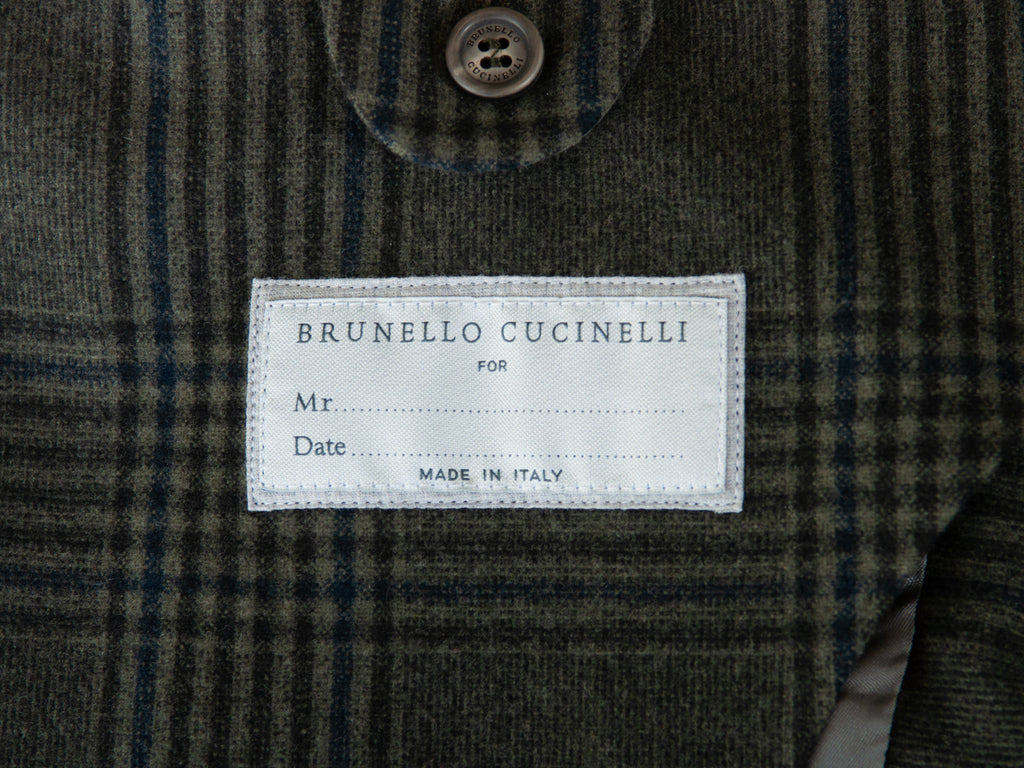 BRUNELLO
CUCINELLI
BRUNELLO CUCINELLI
FOR
Mr................................................
Date..............................................
MADE IN ITALY